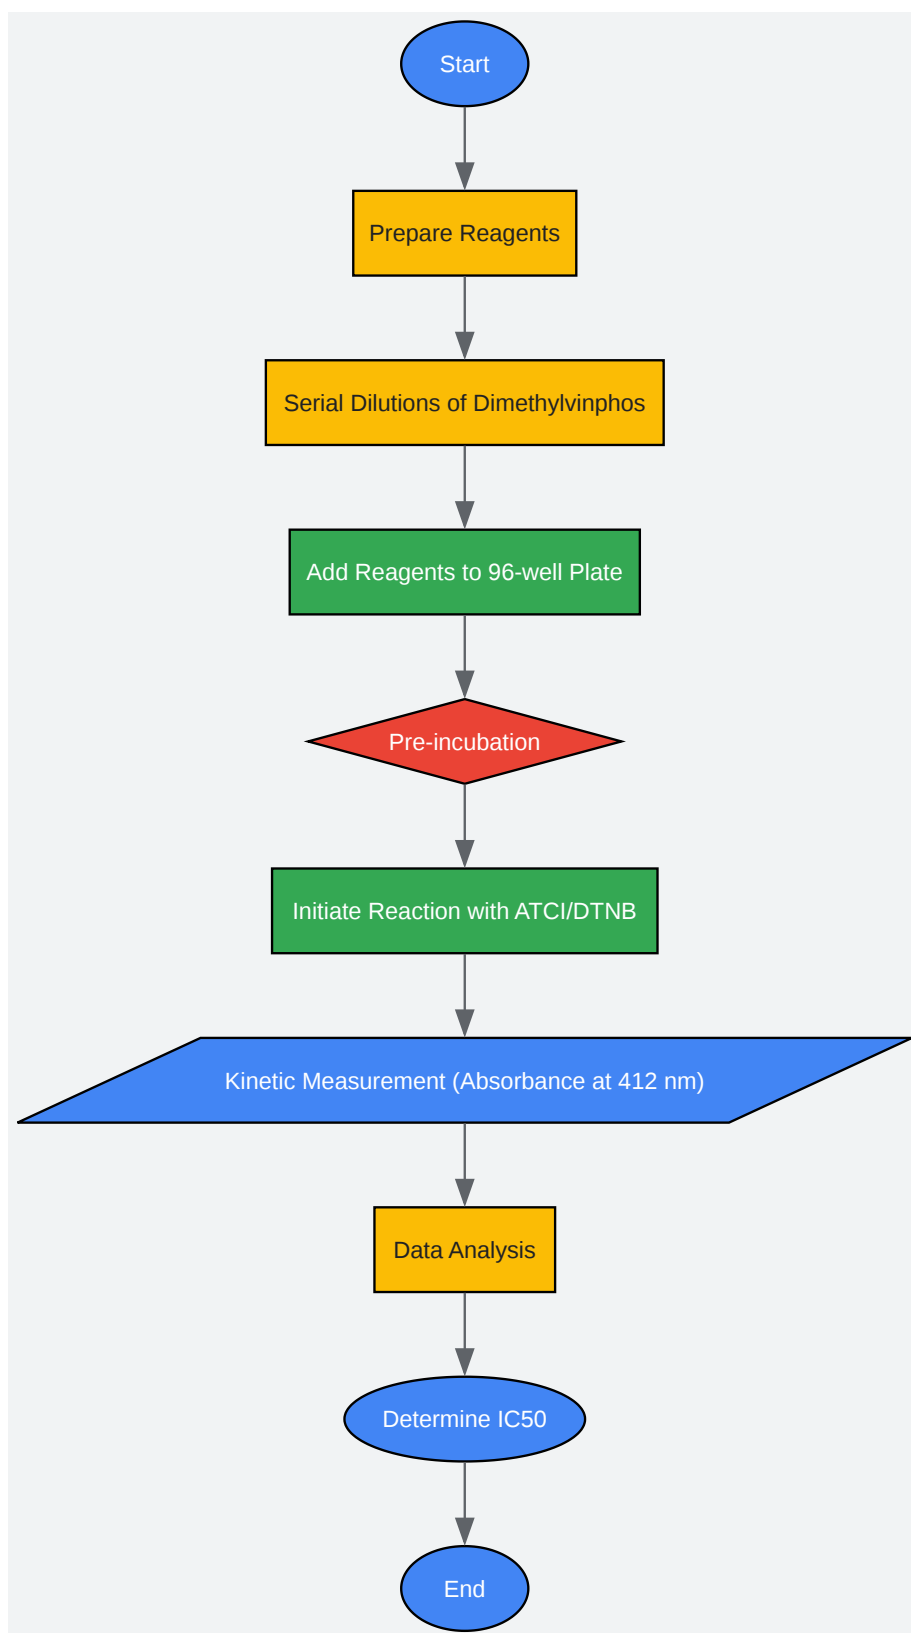 Start
Prepare Reagents
Serial Dilutions of Dimethylvinphos
Add Reagents to 96-well Plate
Pre-incubation
Initiate Reaction with ATCI/DTNB
Kinetic Measurement (Absorbance at 412 nm)
Data Analysis
Determine IC50
End